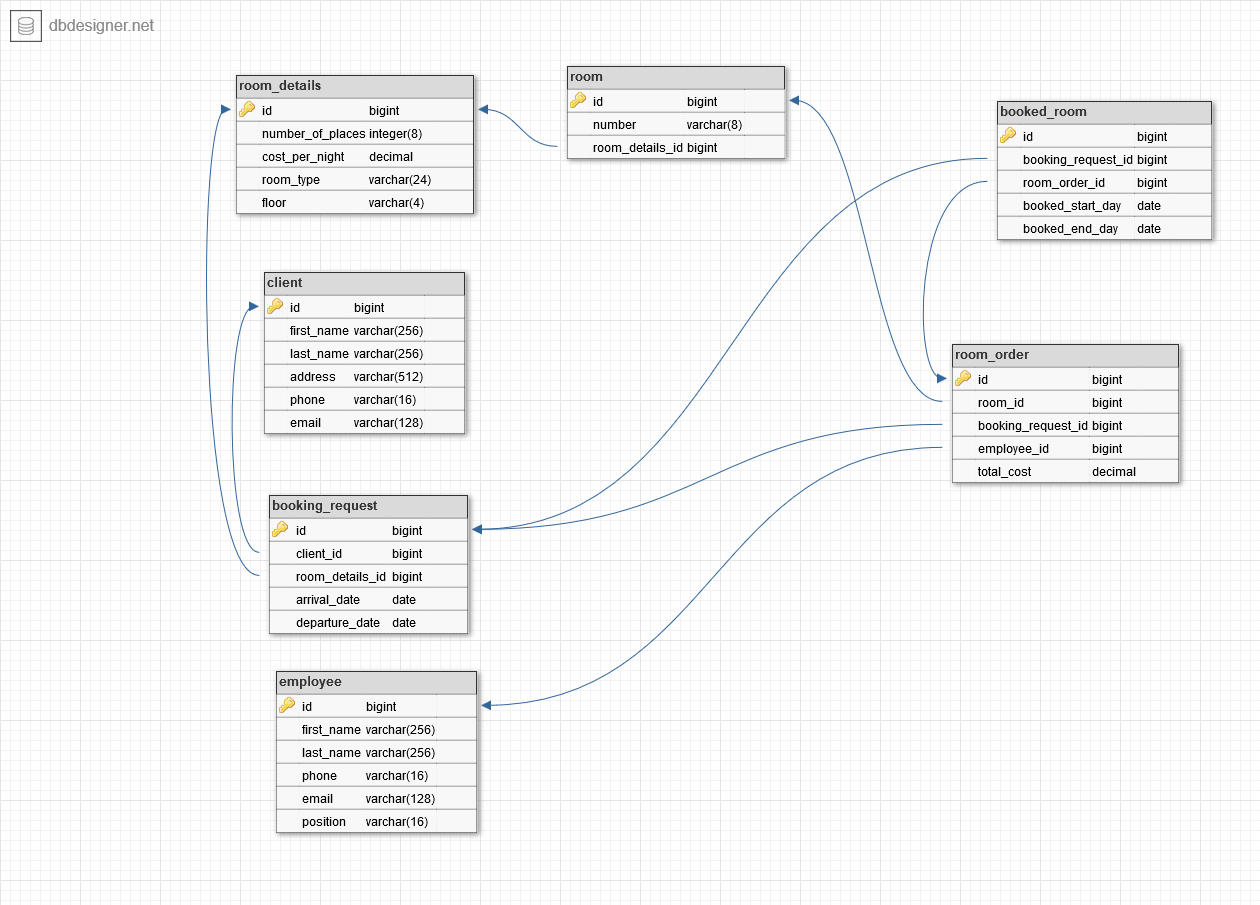 dbdesigner.net
room_details
id bigint
number_of_places integer(8)
cost_per_night decimal
room_type varchar(24)
floor varchar(4)
room
id bigint
number varchar(8)
room_details_id bigint
booked_room
id bigint
booking_request_id bigint
room_order_id bigint
booked_start_day date
booked_end_day date
client
id bigint
first_name varchar(256)
last_name varchar(256)
address varchar(512)
phone varchar(16)
email varchar(128)
room_order
id bigint
room_id bigint
booking_request_id bigint
employee_id bigint
total_cost decimal
booking_request
id bigint
client_id bigint
room_details_id bigint
arrival_date date
departure_date date
employee
id bigint
first_name varchar(256)
last_name varchar(256)
phone varchar(16)
email varchar(128)
position varchar(16)